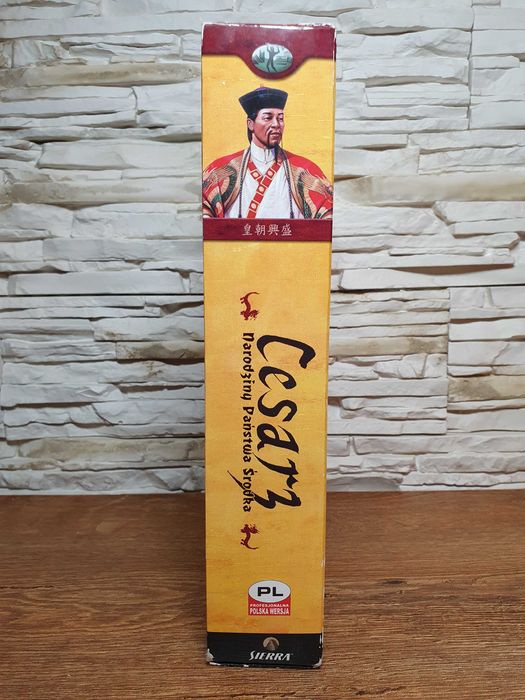 皇朝興盛
Cesarz
Narodziny Państwa Środka
PL
PROFESJONALNA
POLSKA WERSJA
SIERRA